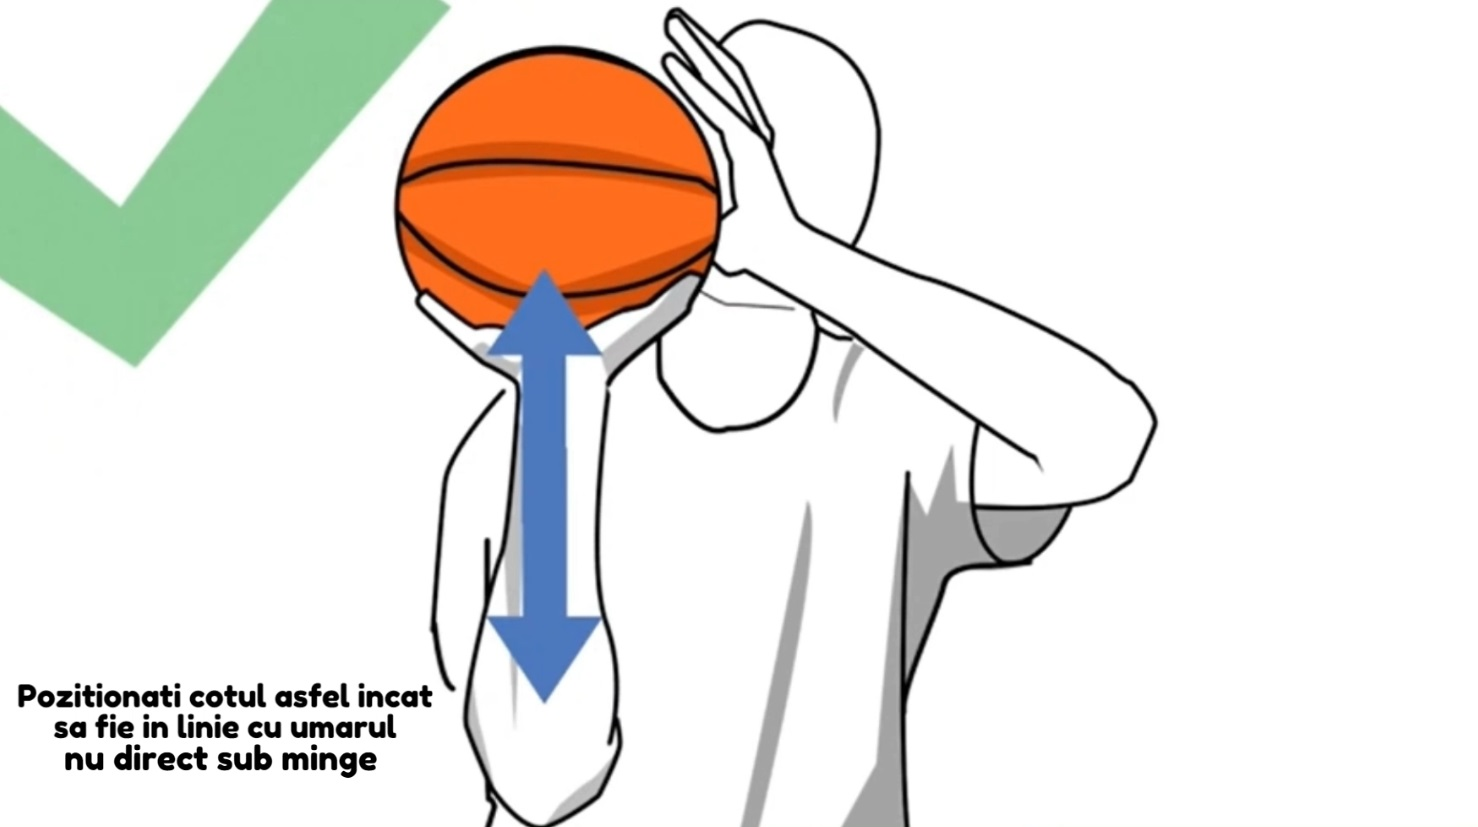 Pozitionati cotul asfel incat
sa fie in linie cu umarul
nu direct sub minge